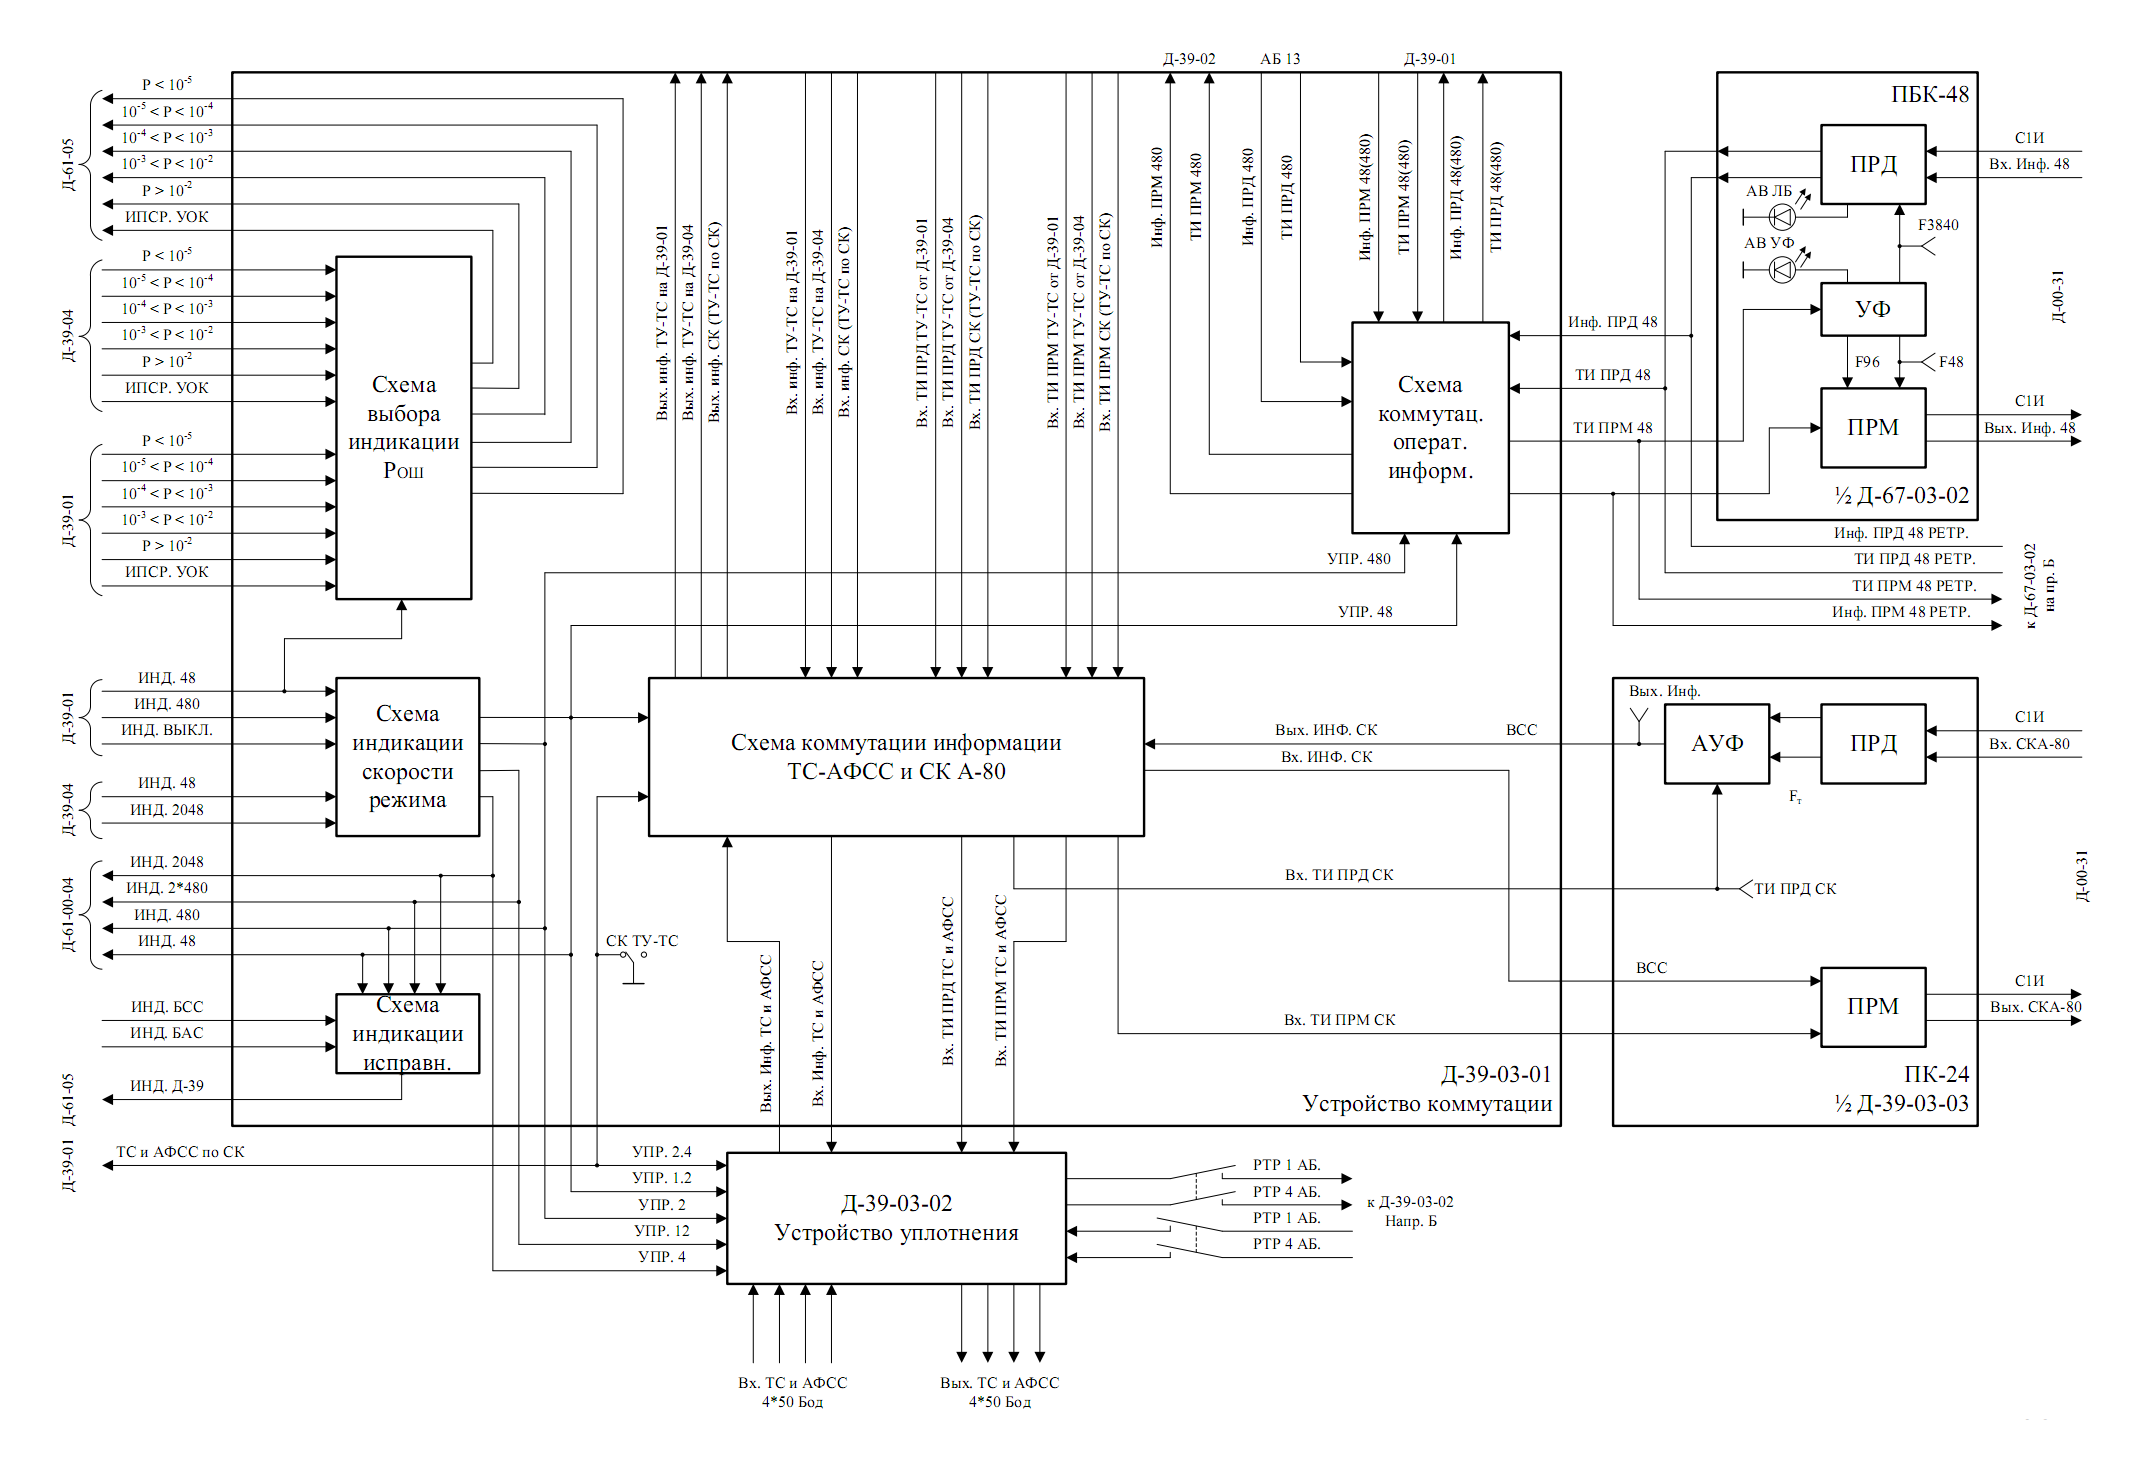 Д-39-02
АБ 13
Д-39-01
Д-61-05
P < 10⁻⁵
10⁻⁵ < P < 10⁻⁴
10⁻⁴ < P < 10⁻³
10⁻³ < P < 10⁻²
P > 10⁻²
ИПСР. УОК
Д-39-04
P < 10⁻⁵
10⁻⁵ < P < 10⁻⁴
10⁻⁴ < P < 10⁻³
10⁻³ < P < 10⁻²
P > 10⁻²
ИПСР. УОК
Д-39-01
P < 10⁻⁵
10⁻⁵ < P < 10⁻⁴
10⁻⁴ < P < 10⁻³
10⁻³ < P < 10⁻²
P > 10⁻²
ИПСР. УОК
Схема
выбора
индикации
PОШ
Д-39-01
ИНД. 48
ИНД. 480
ИНД. ВЫКЛ.
Д-39-04
ИНД. 48
ИНД. 2048
Схема
индикации
скорости
режима
Д-61-00-04
ИНД. 2048
ИНД. 2*480
ИНД. 480
ИНД. 48
ИНД. БСС
ИНД. БАС
Схема
индикации
исправн.
Д-61-05
ИНД. Д-39
Д-39-01
ТС и АФСС по СК
Вых. инф. ТУ-ТС на Д-39-01
Вых. инф. ТУ-ТС на Д-39-04
Вых. инф. СК (ТУ-ТС по СК)
Вх. инф. ТУ-ТС на Д-39-01
Вх. инф. ТУ-ТС на Д-39-04
Вх. инф. СК (ТУ-ТС по СК)
Вх. ТИ ПРД ТУ-ТС от Д-39-01
Вх. ТИ ПРД ТУ-ТС от Д-39-04
Вх. ТИ ПРД СК (ТУ-ТС по СК)
Вх. ТИ ПРМ ТУ-ТС от Д-39-01
Вх. ТИ ПРМ ТУ-ТС от Д-39-04
Вх. ТИ ПРМ СК (ТУ-ТС по СК)
Инф. ПРМ 480
ТИ ПРМ 480
Инф. ПРД 480
ТИ ПРД 480
Инф. ПРМ 48(480)
ТИ ПРМ 48(480)
Инф. ПРД 48(480)
ТИ ПРД 48(480)
Схема
коммутац.
операт.
информ.
УПР. 480
УПР. 48
Инф. ПРД 48
ТИ ПРД 48
ТИ ПРМ 48
ПБК-48
ПРД
С1И
Вх. Инф. 48
АВ ЛБ
АВ УФ
F3840
УФ
F96
F48
ПРМ
С1И
Вых. Инф. 48
½ Д-67-03-02
Д-00-31
Инф. ПРД 48 РЕТР.
ТИ ПРД 48 РЕТР.
ТИ ПРМ 48 РЕТР.
Инф. ПРМ 48 РЕТР.
к Д-67-03-02
на пр. Б
Схема коммутации информации
ТС-АФСС и СК А-80
Вых. ИНФ. СК
ВСС
Вх. ИНФ. СК
Вых. Инф.
АУФ
Fт
ПРД
С1И
Вх. СКА-80
Вх. ТИ ПРД СК
ТИ ПРД СК
Д-00-31
ВСС
Вх. ТИ ПРМ СК
ПРМ
С1И
Вых. СКА-80
ПК-24
½ Д-39-03-03
СК ТУ-ТС
Вых. Инф. ТС и АФСС
Вх. Инф. ТС и АФСС
Вх. ТИ ПРД ТС и АФСС
Вх. ТИ ПРМ ТС и АФСС
Д-39-03-01
Устройство коммутации
УПР. 2.4
УПР. 1.2
УПР. 2
УПР. 12
УПР. 4
Д-39-03-02
Устройство уплотнения
РТР 1 АБ.
РТР 4 АБ.
РТР 1 АБ.
РТР 4 АБ.
к Д-39-03-02
Напр. Б
Вх. ТС и АФСС
4*50 Бод
Вых. ТС и АФСС
4*50 Бод